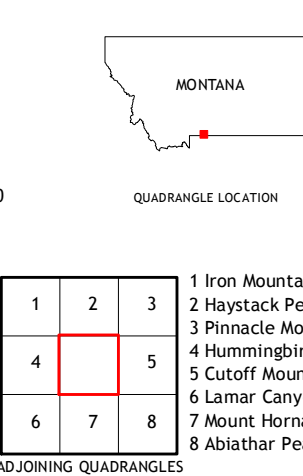 MONTANA
0
QUADRANGLE LOCATION
1 2 3
4 5
6 7 8
1 Iron Mounta
2 Haystack Pe
3 Pinnacle Mo
4 Hummingbir
5 Cutoff Moun
6 Lamar Cany
7 Mount Horna
8 Abiathar Pea
ADJOINING QUADRANGLES